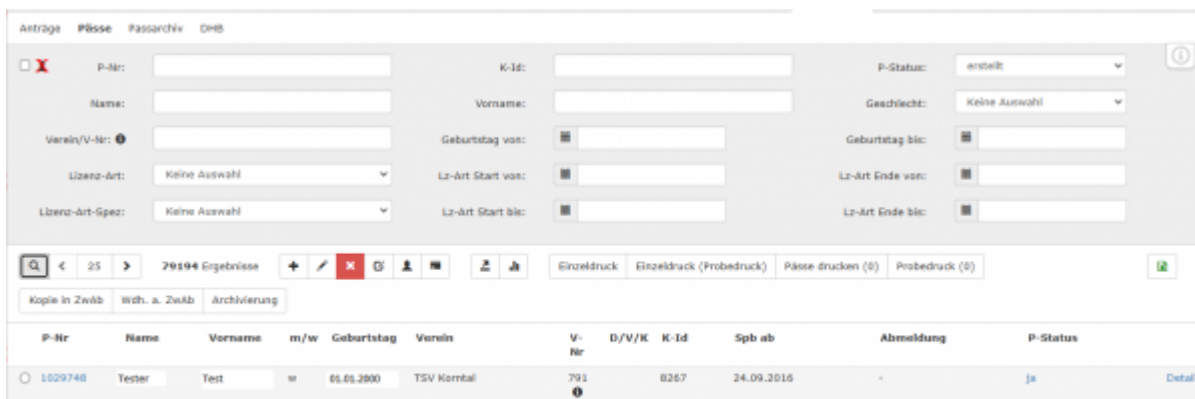 Anträge Pässe Passarchiv DHB
P-Nr: K-Id: P-Status: erstellt
Name: Vorname: Geschlecht: Keine Auswahl
Verein/V-Nr: Geburtstag von: Geburtstag bis:
Lizenz-Art: Keine Auswahl Lz-Art Start von: Lz-Art Ende von:
Lizenz-Art-Spez: Keine Auswahl Lz-Art Start bis: Lz-Art Ende bis:
25 79194 Ergebnisse Einzeldruck Einzeldruck (Probedruck) Pässe drucken (0) Probedruck (0)
Kopie in ZwAb Wdh. a. ZwAb Archivierung
P-Nr Name Vorname m/w Geburtstag Verein V-Nr D/V/K K-Id Spb ab Abmeldung P-Status
1029748 Tester Test w 01.01.2000 TSV Korntal 791 8267 24.09.2016 - ja Detail